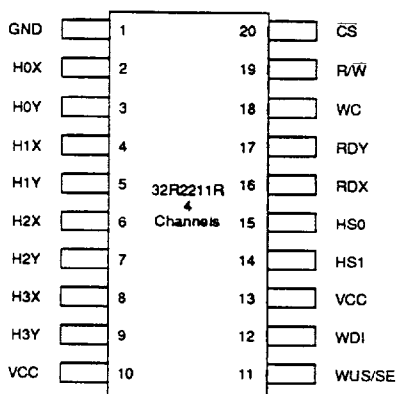 GND 1 20 C̅S̅
H0X 2 19 R/W̅
H0Y 3 18 WC
H1X 4 17 RDY
H1Y 5 16 RDX
32R2211R
4
Channels
H2X 6 15 HS0
H2Y 7 14 HS1
H3X 8 13 VCC
H3Y 9 12 WDI
VCC 10 11 WUS/SE